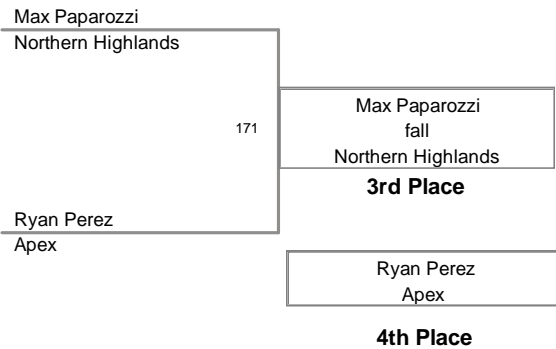 Max Paparozzi
Northern Highlands
171
Max Paparozzi
fall
Northern Highlands
3rd Place
Ryan Perez
Apex
Ryan Perez
Apex
4th Place